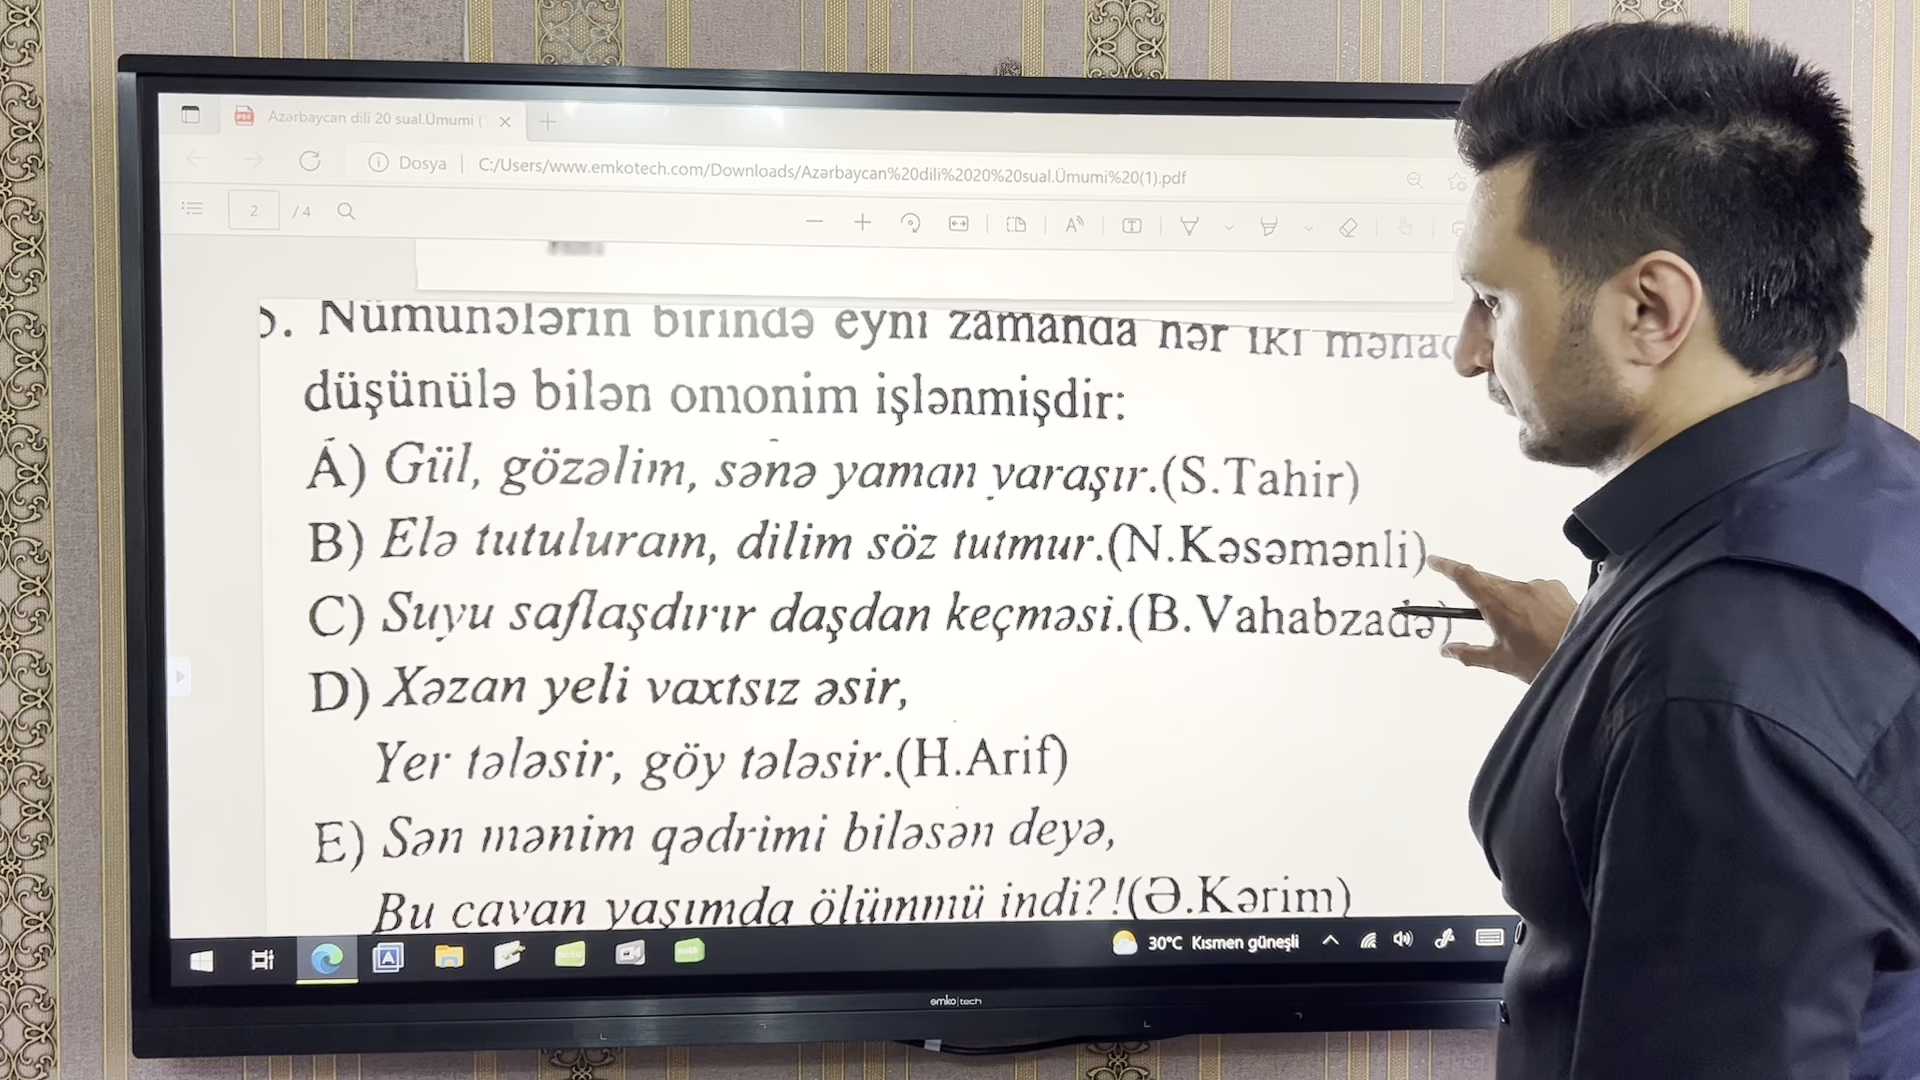 Azərbaycan dili 20 sual.Ümumi (
Dosya | C:/Users/www.emkotech.com/Downloads/Azərbaycan%20dili%2020%20sual.Ümumi%20(1).pdf
2 / 4
Nümunələrin birində eyni zamanda hər iki
düşünülə bilən omonim işlənmişdir:
A) Gül, gözəlim, sənə yaman yaraşır.(S.Tahir)
B) Elə tutuluram, dilim söz tutmur.(N.Kəsəmənli)
C) Suyu saflaşdırır daşdan keçməsi.(B.Vahabzadə)
D) Xəzan yeli vaxtsız əsir,
Yer tələsir, göy tələsir.(H.Arif)
E) Sən mənim qədrimi biləsən deyə,
Bu cavan yaşımda ölümmü indi?!(Ə.Kərim)
30°C Kısmen güneşli
emko|tech